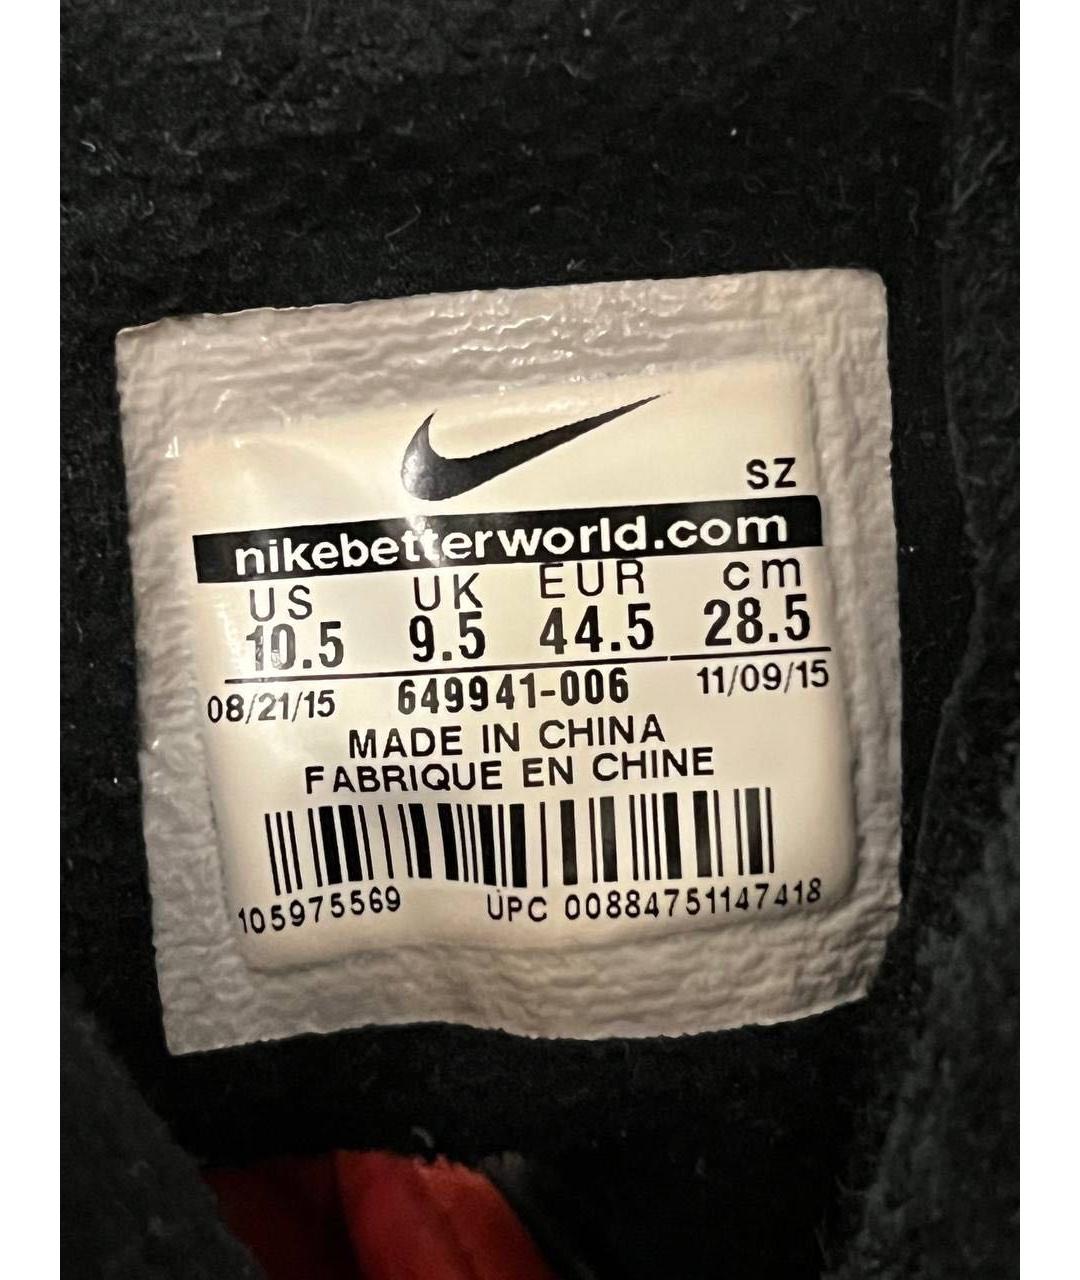 SZ
nikebetterworld.com
US UK EUR cm
10.5 9.5 44.5 28.5
08/21/15 649941-006 11/09/15
MADE IN CHINA
FABRIQUE EN CHINE
105975569 UPC 00884751147418